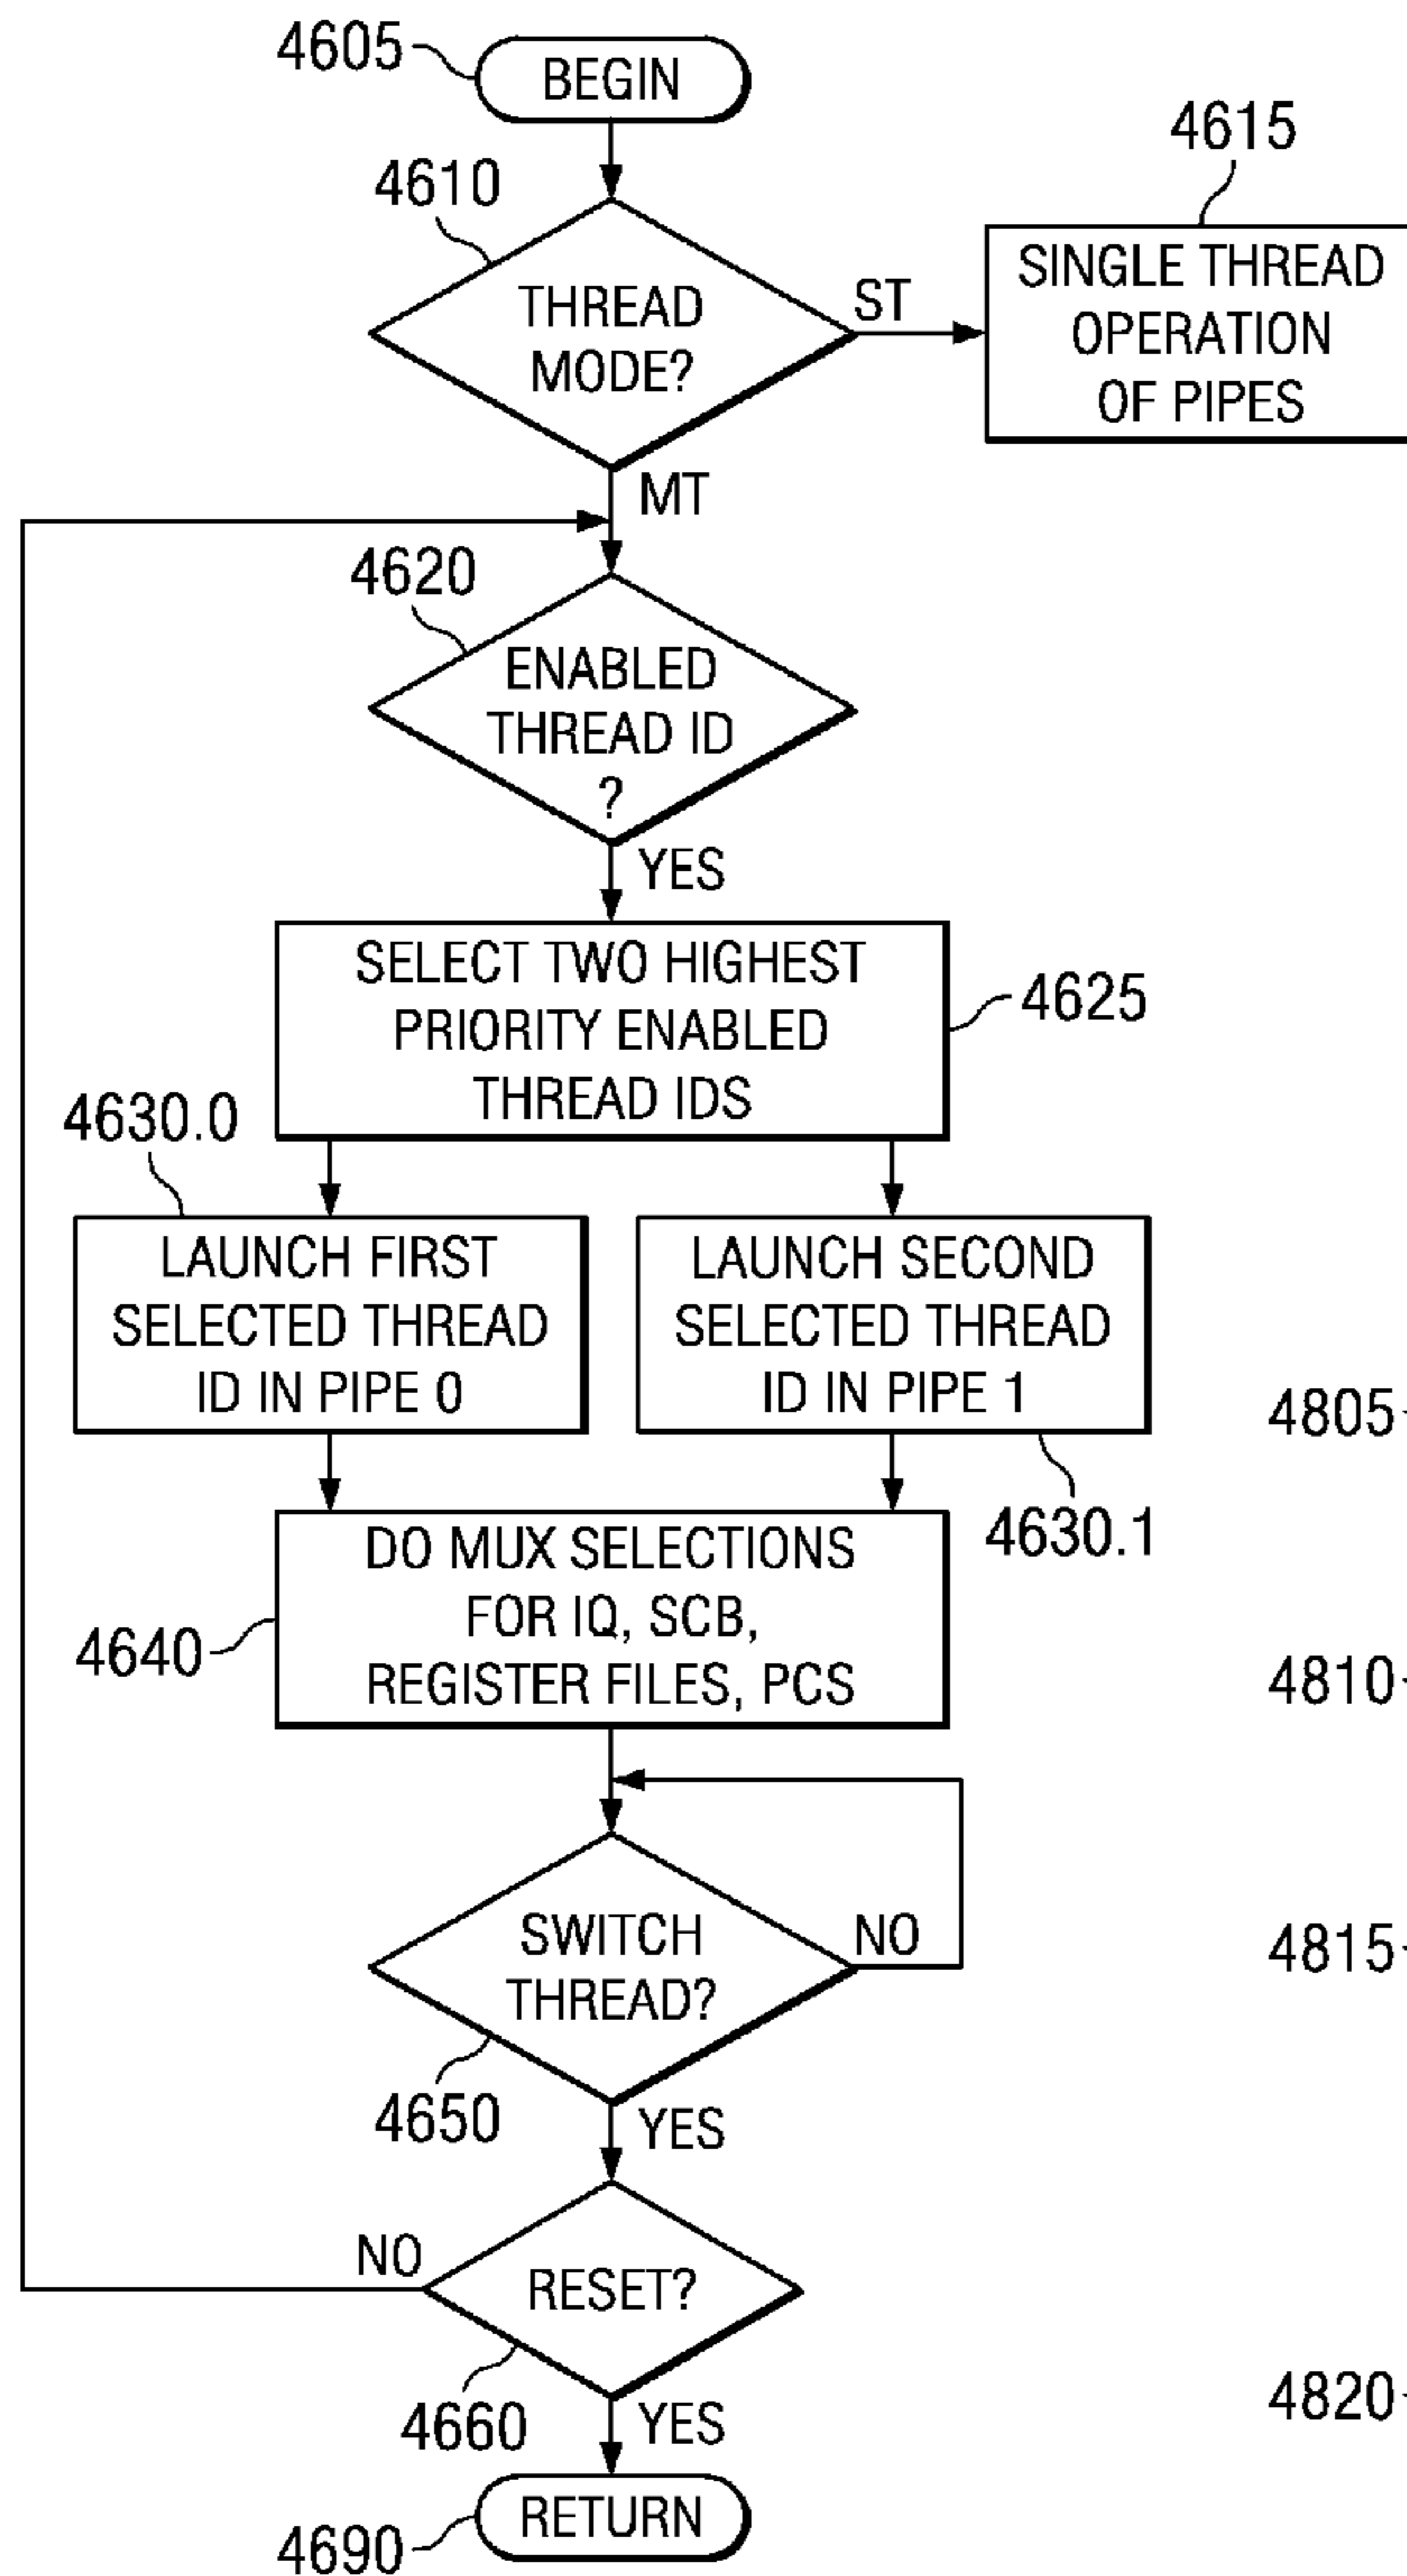 4605
BEGIN
4610
4615
THREAD
MODE?
ST
SINGLE THREAD
OPERATION
OF PIPES
MT
4620
ENABLED
THREAD ID
?
YES
SELECT TWO HIGHEST
PRIORITY ENABLED
THREAD IDS
4625
4630.0
LAUNCH FIRST
SELECTED THREAD
ID IN PIPE 0
LAUNCH SECOND
SELECTED THREAD
ID IN PIPE 1
4630.1
4805
DO MUX SELECTIONS
FOR IQ, SCB,
REGISTER FILES, PCS
4640
4810
SWITCH
THREAD?
NO
4815
4650
YES
NO
RESET?
4660
YES
4820
RETURN
4690